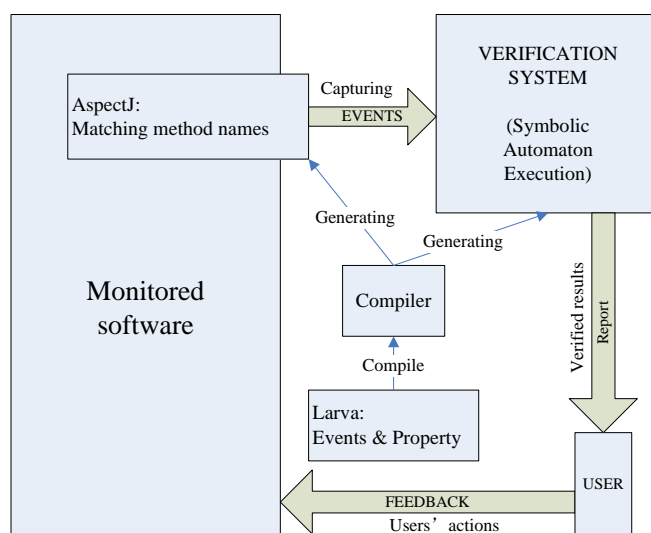 AspectJ:
Matching method names
Capturing
EVENTS
VERIFICATION
SYSTEM
(Symbolic
Automaton
Execution)
Generating
Generating
Monitored
software
Compiler
Verified results
Report
Compile
Larva:
Events & Property
USER
FEEDBACK
Users’ actions